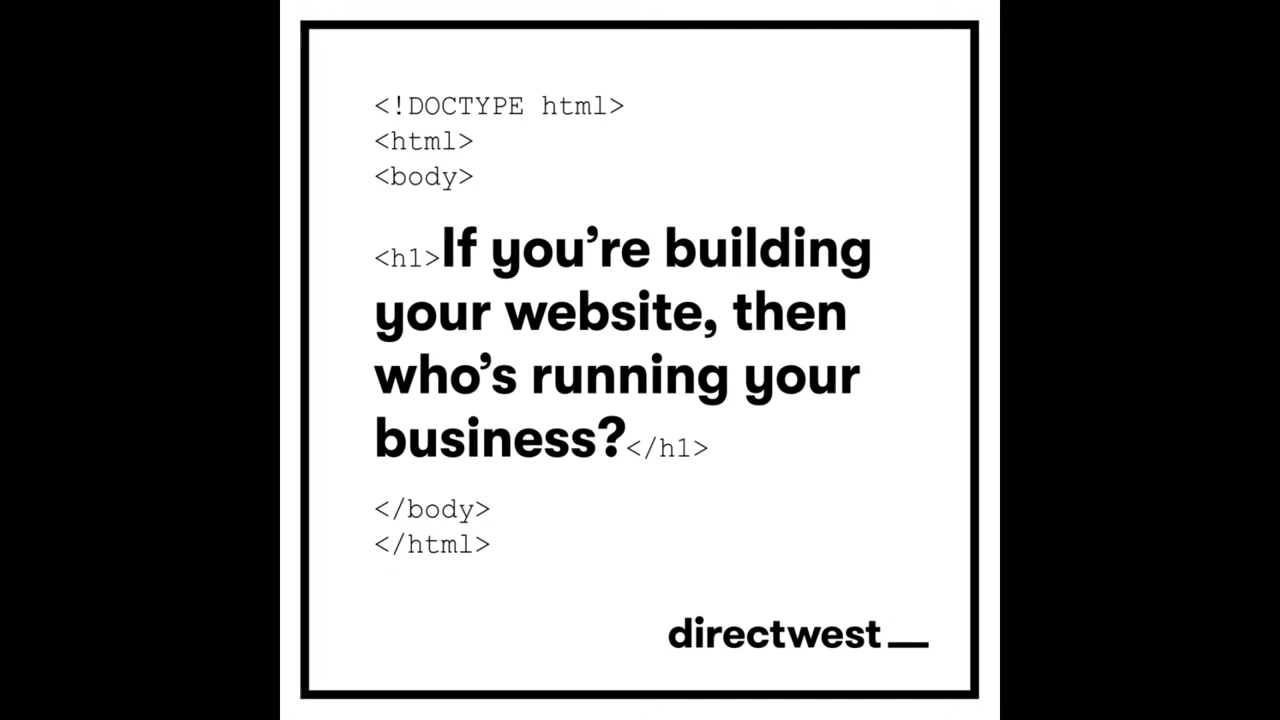 <!DOCTYPE html>
<html>
<body>
<h1>If you’re building
your website, then
who’s running your
business?</h1>
</body>
</html>
directwest